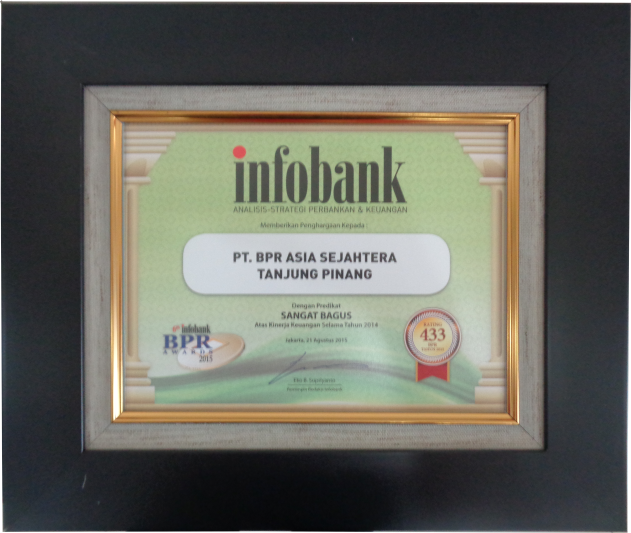 infobank
ANALISIS-STRATEGI PERBANKAN & KEUANGAN
Memberikan Penghargaan Kepada :
PT. BPR ASIA SEJAHTERA
TANJUNG PINANG
Dengan Predikat
SANGAT BAGUS
Atas Kinerja Keuangan Selama Tahun 2014
Jakarta, 21 Agustus 2015
infobank
BPR
AWARDS
2015
RATING
433
BPR
Eko B. Supriyanto